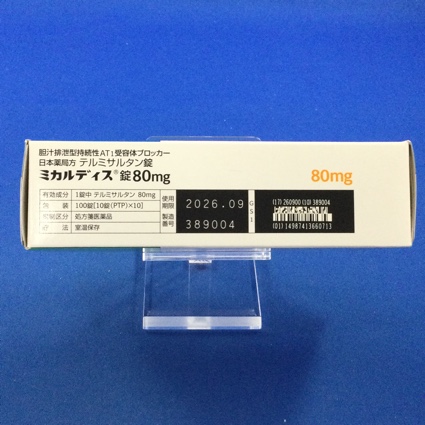 胆汁排泄型持続性AT1受容体ブロッカー
日本薬局方 テルミサルタン錠
ミカルディス®錠80mg
80mg
有効成分 1錠中 テルミサルタン 80mg
包装 100錠[10錠(PTP)×10]
規制区分 処方箋医薬品
貯法 室温保存
使用期限 2026.09
製造番号 389004
GS1
(17) 260900 (10) 389004
(01) 14987413660713